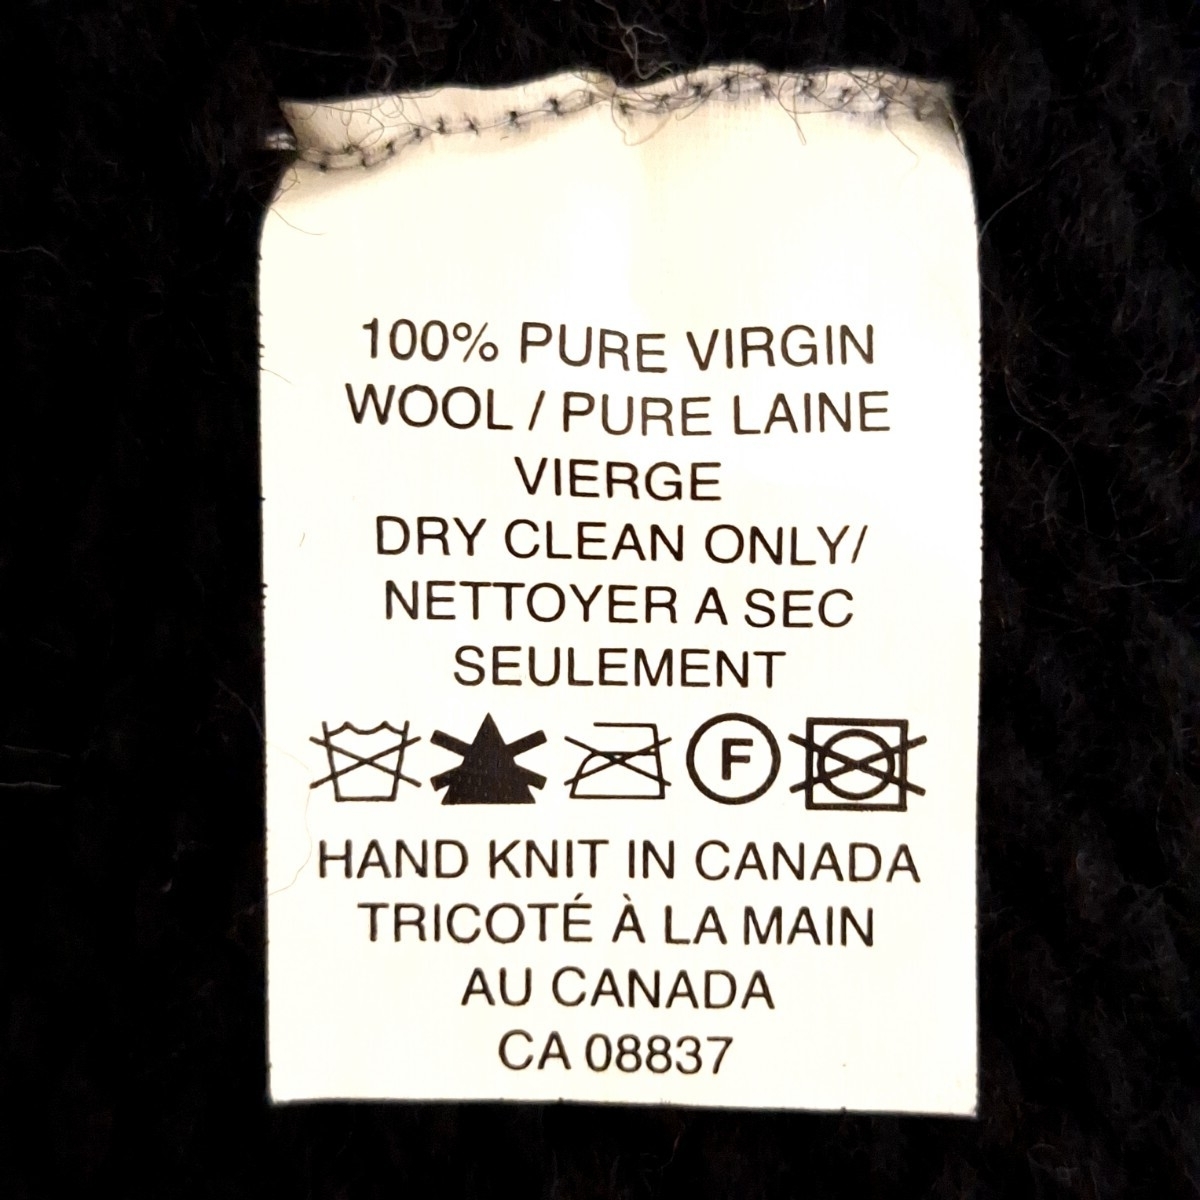 100% PURE VIRGIN
WOOL / PURE LAINE
VIERGE
DRY CLEAN ONLY/
NETTOYER A SEC
SEULEMENT
F
HAND KNIT IN CANADA
TRICOTÉ À LA MAIN
AU CANADA
CA 08837